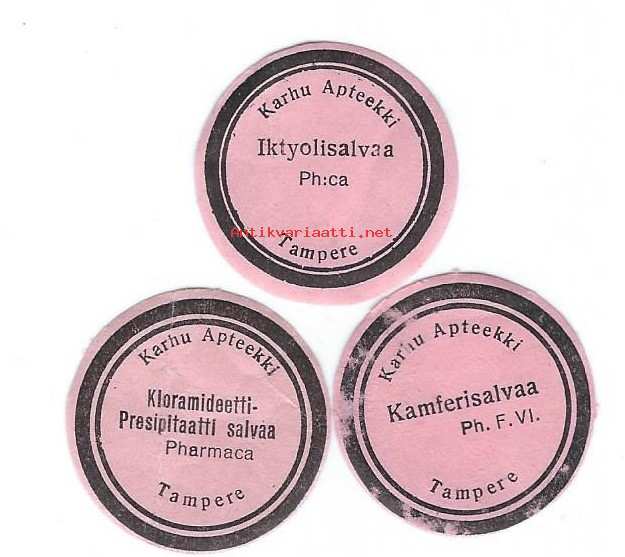 Karhu Apteekki
Iktyolisalvaa
Ph:ca
Antikvariaatti.net
Tampere
Karhu Apteekki
Kloramideetti-
Presipitaatti salvaa
Pharmaca
Tampere
Karhu Apteekki
Kamferisalvaa
Ph. F. VI.
Tampere